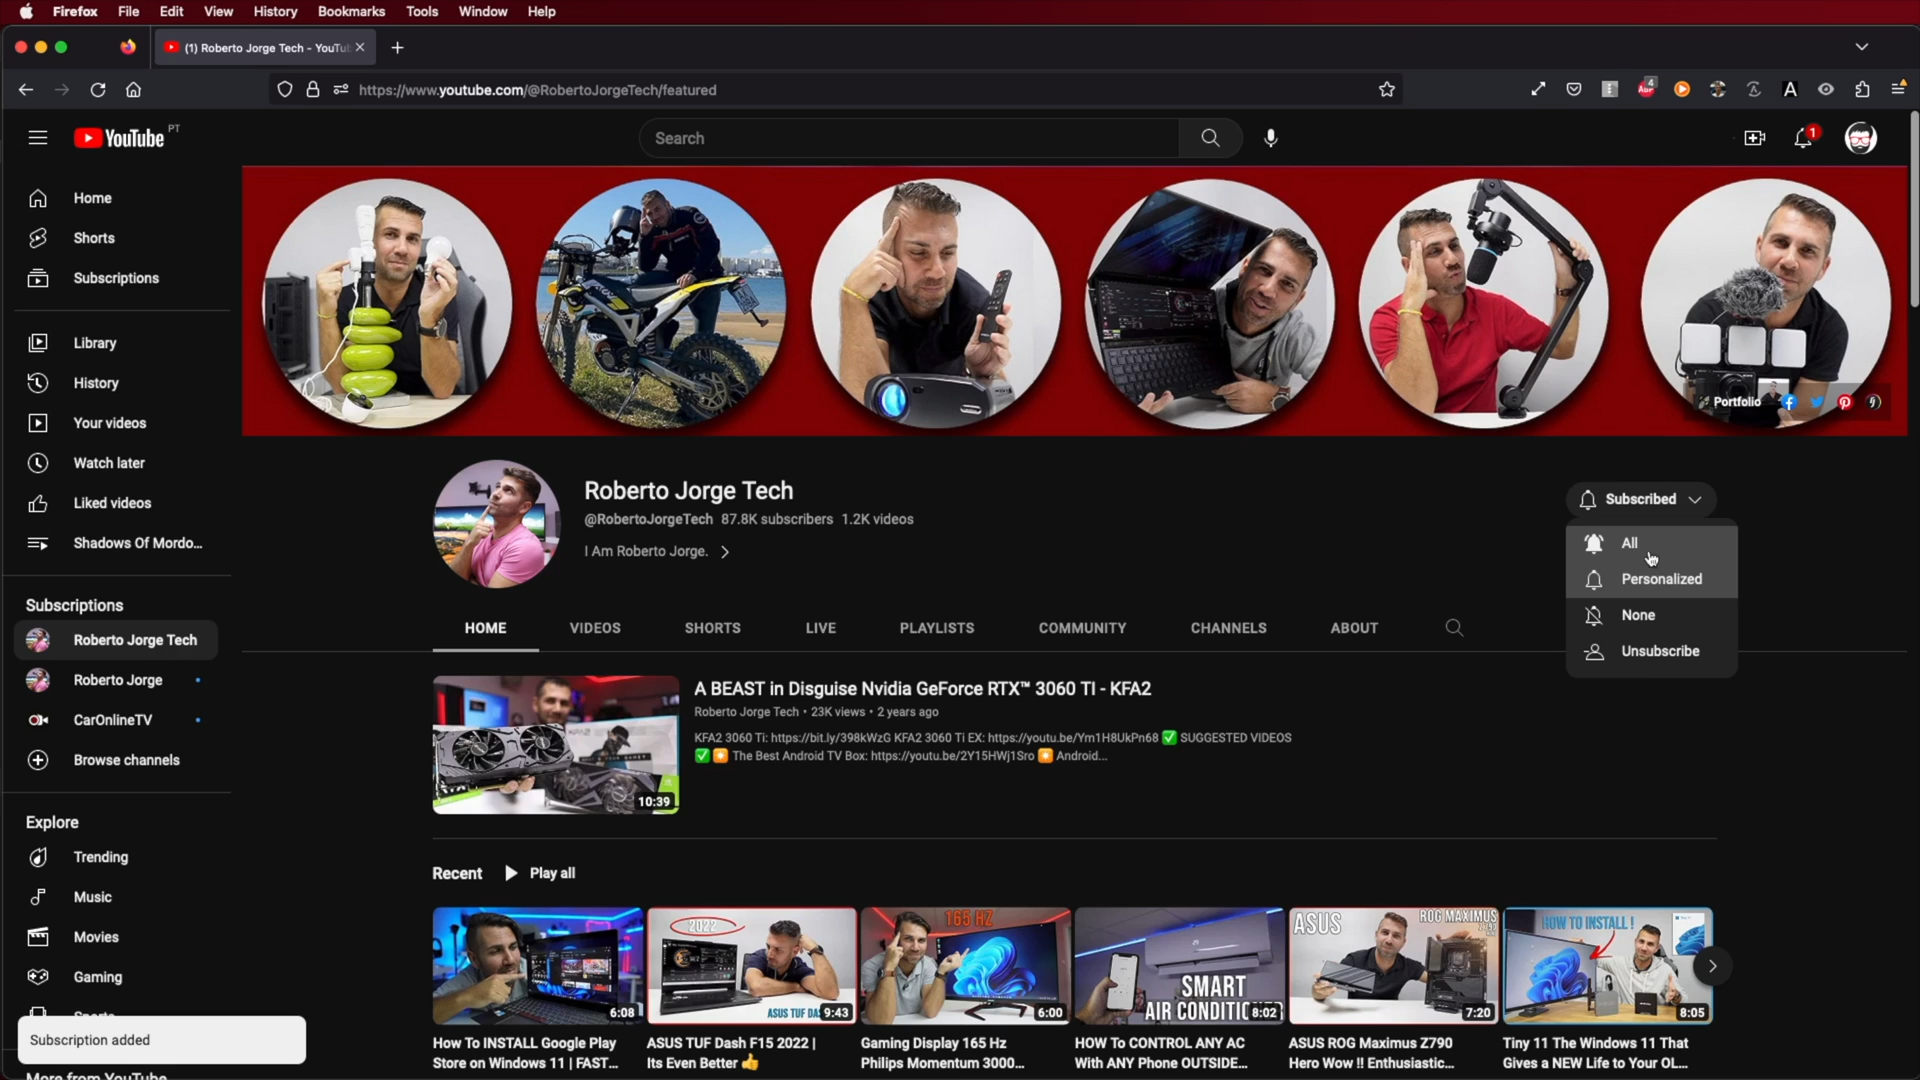 Firefox File Edit View History Bookmarks Tools Window Help
(1) Roberto Jorge Tech - YouTu
https://www.youtube.com/@RobertoJorgeTech/featured
4
YouTube PT
Search
1
Home
Shorts
Subscriptions
Library
History
Your videos
Watch later
Liked videos
Shadows Of Mordo...
Subscriptions
Roberto Jorge Tech
Roberto Jorge
CarOnlineTV
Browse channels
Explore
Trending
Music
Movies
Gaming
Sports
Subscription added
More from YouTube
Portfolio
Roberto Jorge Tech
@RobertoJorgeTech 87.8K subscribers 1.2K videos
I Am Roberto Jorge.
Subscribed
All
Personalized
None
Unsubscribe
HOME VIDEOS SHORTS LIVE PLAYLISTS COMMUNITY CHANNELS ABOUT
10:39
A BEAST in Disguise Nvidia GeForce RTX™ 3060 TI - KFA2
Roberto Jorge Tech • 23K views • 2 years ago
KFA2 3060 Ti: https://bit.ly/398kWzG KFA2 3060 Ti EX: https://youtu.be/Ym1H8UkPn68 ✅ SUGGESTED VIDEOS
✅ The Best Android TV Box: https://youtu.be/2Y15HWj1Sro Android...
Recent Play all
6:08
2022
ASUS TUF DA
9:43
165 HZ
6:00
SMART
AIR CONDITIO
8:02
ASUS
ROG MAXIMUS
Z790
7:20
HOW TO INSTALL !
8:05
How To INSTALL Google Play
Store on Windows 11 | FAST...
ASUS TUF Dash F15 2022 |
Its Even Better 👍
Gaming Display 165 Hz
Philips Momentum 3000...
HOW To CONTROL ANY AC
With ANY Phone OUTSIDE...
ASUS ROG Maximus Z790
Hero Wow !! Enthusiastic...
Tiny 11 The Windows 11 That
Gives a NEW Life to Your OL...